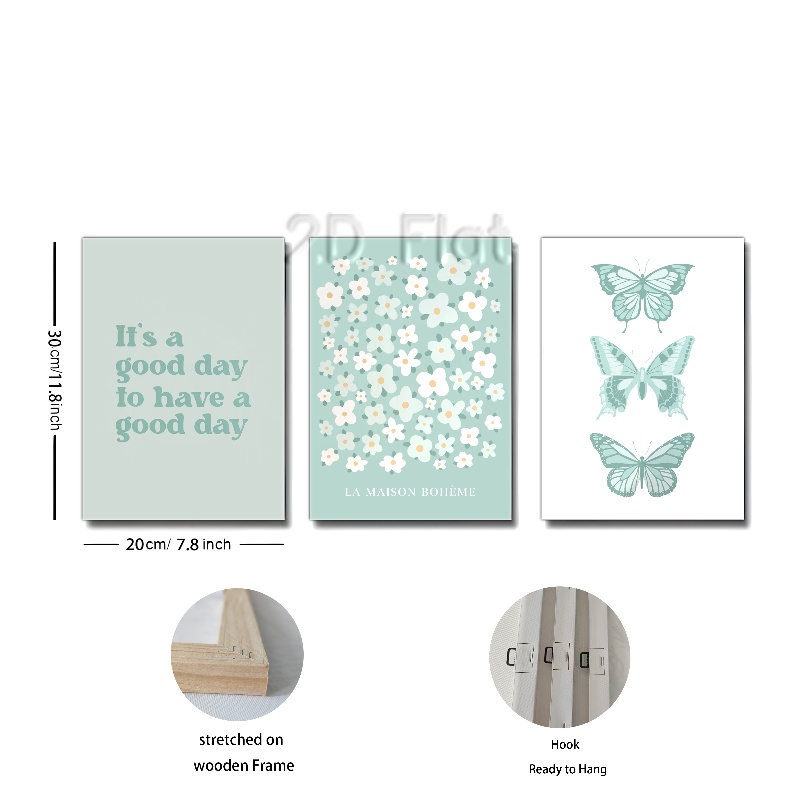 2D Flat
It's a
good day
to have a
good day
LA MAISON BOHÈME
30cm/11.8inch
20cm/ 7.8 inch
stretched on
wooden Frame
Hook
Ready to Hang